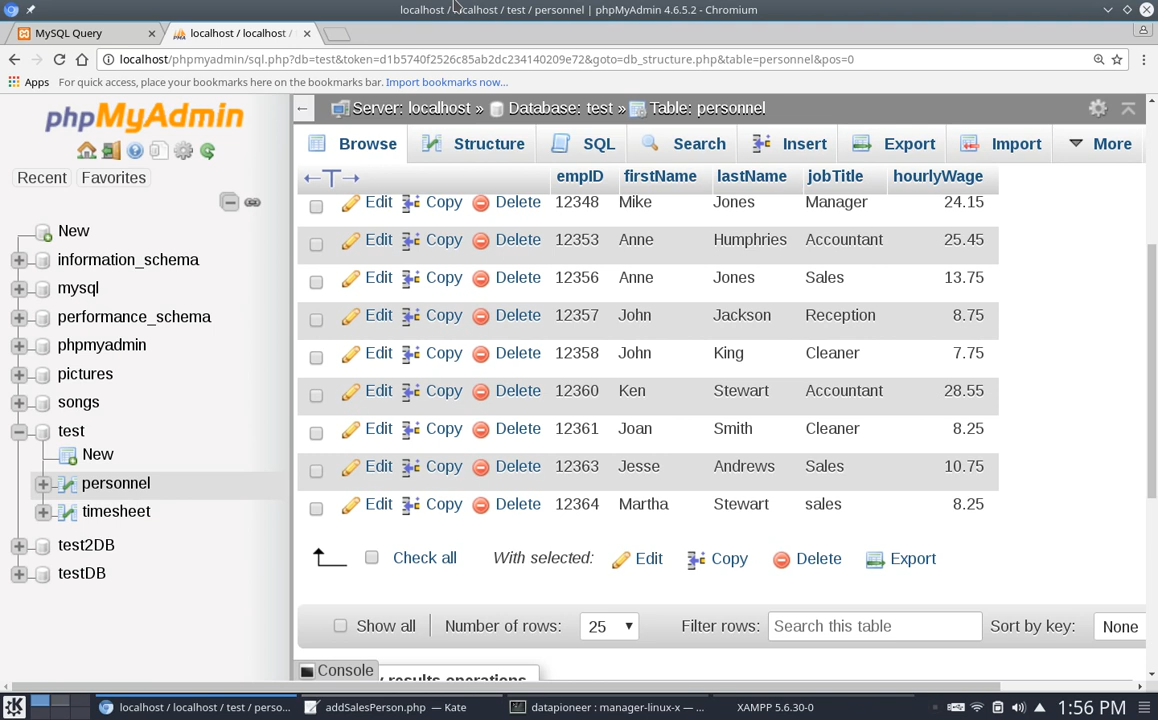 localhost / localhost / test / personnel | phpMyAdmin 4.6.5.2 - Chromium
MySQL Query
localhost / localhost /
localhost/phpmyadmin/sql.php?db=test&token=d1b5740f2526c85ab2dc234140209e72&goto=db_structure.php&table=personnel&pos=0
Apps For quick access, place your bookmarks here on the bookmarks bar. Import bookmarks now...
phpMyAdmin
Recent Favorites
New
information_schema
mysql
performance_schema
phpmyadmin
pictures
songs
test
New
personnel
timesheet
test2DB
testDB
Server: localhost » Database: test » Table: personnel
Browse Structure SQL Search Insert Export Import More
empID firstName lastName jobTitle hourlyWage
Edit Copy Delete 12348 Mike Jones Manager 24.15
Edit Copy Delete 12353 Anne Humphries Accountant 25.45
Edit Copy Delete 12356 Anne Jones Sales 13.75
Edit Copy Delete 12357 John Jackson Reception 8.75
Edit Copy Delete 12358 John King Cleaner 7.75
Edit Copy Delete 12360 Ken Stewart Accountant 28.55
Edit Copy Delete 12361 Joan Smith Cleaner 8.25
Edit Copy Delete 12363 Jesse Andrews Sales 10.75
Edit Copy Delete 12364 Martha Stewart sales 8.25
Check all With selected: Edit Copy Delete Export
Show all Number of rows: 25 Filter rows: Search this table Sort by key: None
Console
results operations
localhost / localhost / test / perso... addSalesPerson.php — Kate datapioneer : manager-linux-x — ... XAMPP 5.6.30-0 1:56 PM